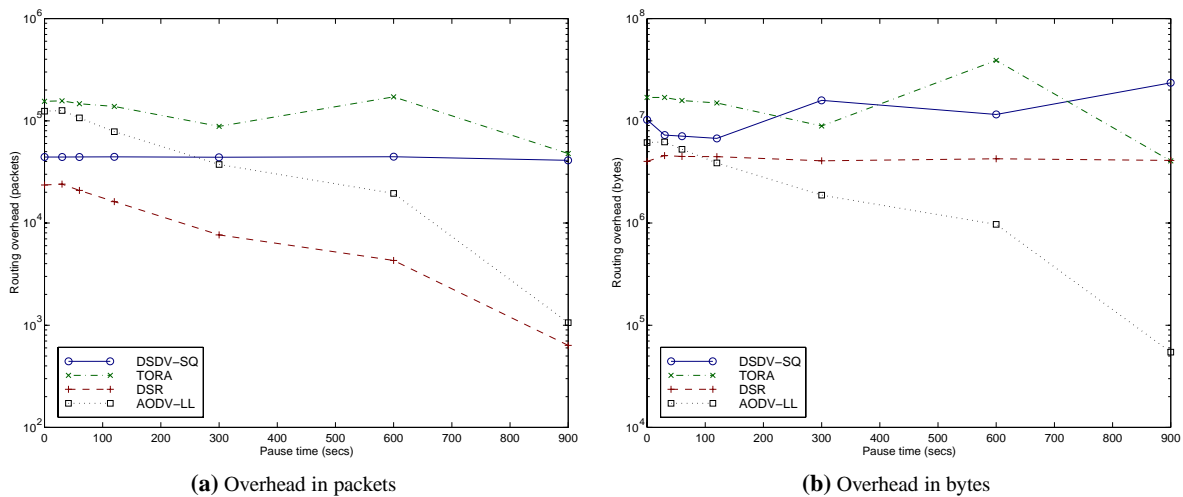 10^6
10^5
10^4
10^3
10^2
Routing overhead (packets)
0 100 200 300 400 500 600 700 800 900
Pause time (secs)
DSDV−SQ
TORA
DSR
AODV−LL
(a) Overhead in packets
10^8
10^7
10^6
10^5
10^4
Routing overhead (bytes)
0 100 200 300 400 500 600 700 800 900
Pause time (secs)
DSDV−SQ
TORA
DSR
AODV−LL
(b) Overhead in bytes